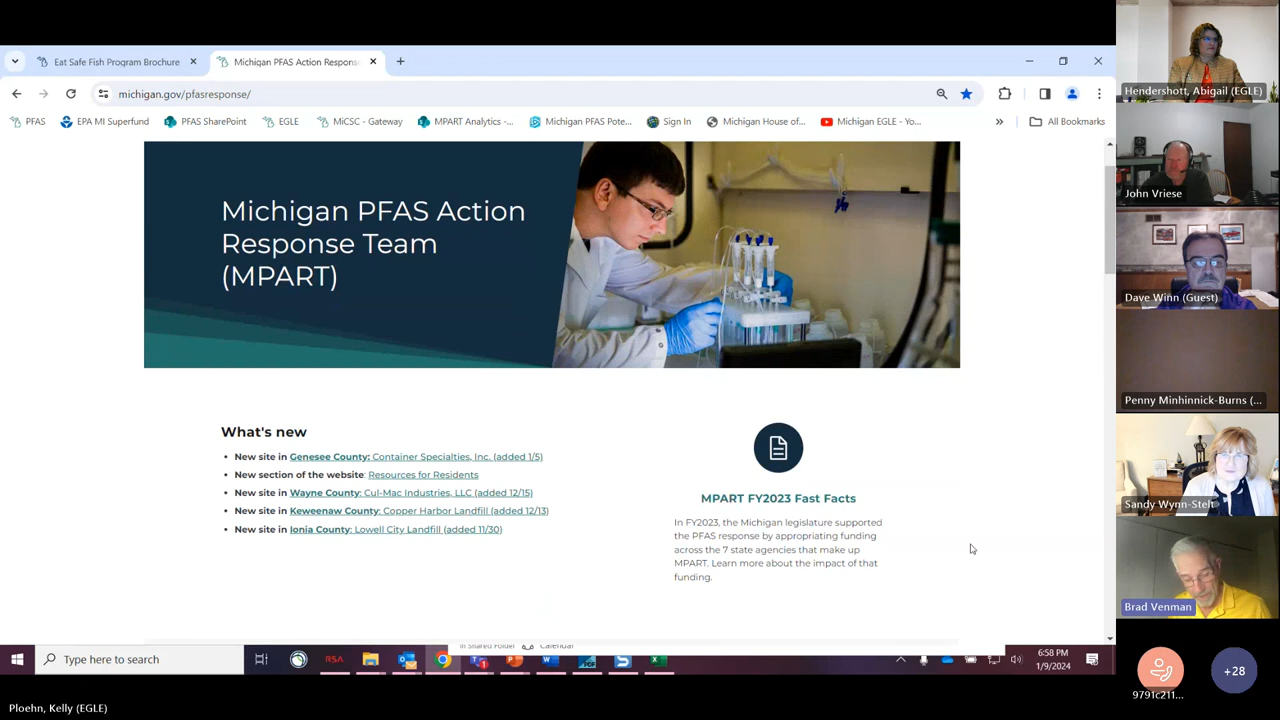 Eat Safe Fish Program Brochure
Michigan PFAS Action Respons
michigan.gov/pfasresponse/
PFAS
EPA MI Superfund
PFAS SharePoint
EGLE
MiCSC - Gateway
MPART Analytics -...
Michigan PFAS Pote...
Sign In
Michigan House of...
Michigan EGLE - Yo...
»
All Bookmarks
Michigan PFAS Action
Response Team
(MPART)
What's new
• New site in Genesee County: Container Specialties, Inc. (added 1/5)
• New section of the website: Resources for Residents
• New site in Wayne County: Cul-Mac Industries, LLC (added 12/15)
• New site in Keweenaw County: Copper Harbor Landfill (added 12/13)
• New site in Ionia County: Lowell City Landfill (added 11/30)
MPART FY2023 Fast Facts
In FY2023, the Michigan legislature supported
the PFAS response by appropriating funding
across the 7 state agencies that make up
MPART. Learn more about the impact of that
funding.
In Shared Folder
Calendar
Type here to search
RSA
6:58 PM
1/9/2024
Hendershott, Abigail (EGLE)
John Vriese
Dave Winn (Guest)
Penny Minhinnick-Burns (...
Sandy Wynn-Stelt
Brad Venman
9791c211...
+28
Ploehn, Kelly (EGLE)